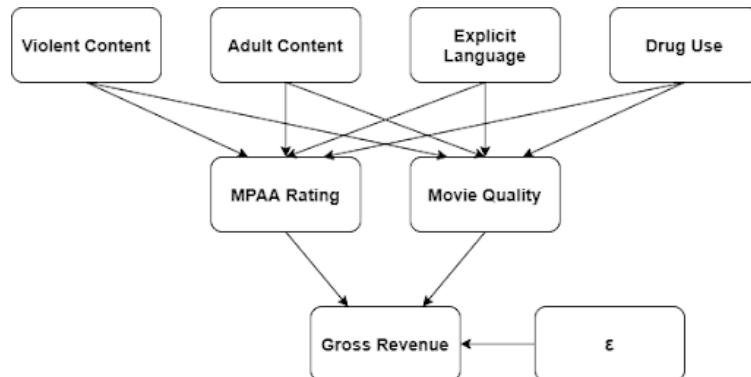 Violent Content
Adult Content
Explicit
Language
Drug Use
MPAA Rating
Movie Quality
Gross Revenue
ε